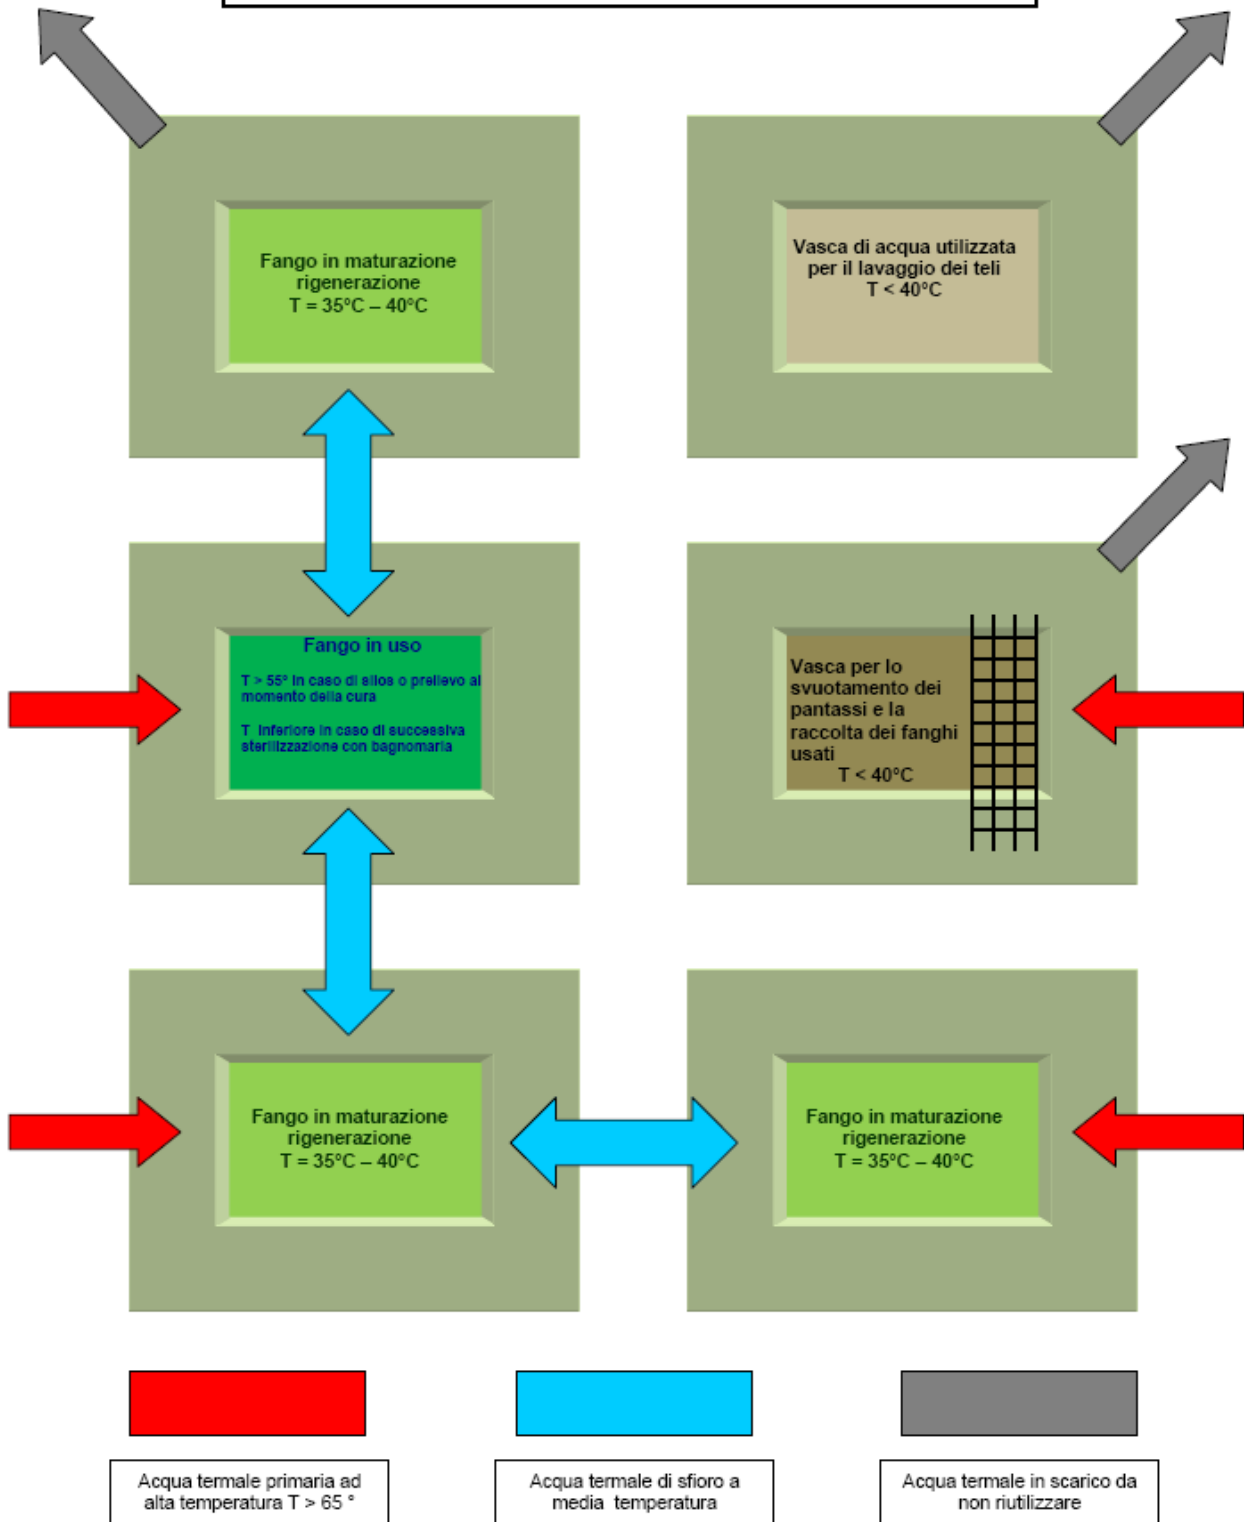 Fango in maturazione
rigenerazione
T = 35°C – 40°C
Vasca di acqua utilizzata
per il lavaggio dei teli
T < 40°C
Fango in uso
T > 55° in caso di silos o prelievo al
momento della cura
T  Inferiore in caso di successiva
sterilizzazione con bagnomaria
Vasca per lo
svuotamento dei
pantassi e la
raccolta dei fanghi
usati
T < 40°C
Fango in maturazione
rigenerazione
T = 35°C – 40°C
Fango in maturazione
rigenerazione
T = 35°C – 40°C
Acqua termale primaria ad
alta temperatura T > 65 °
Acqua termale di sfioro a
media  temperatura
Acqua termale in scarico da
non riutilizzare